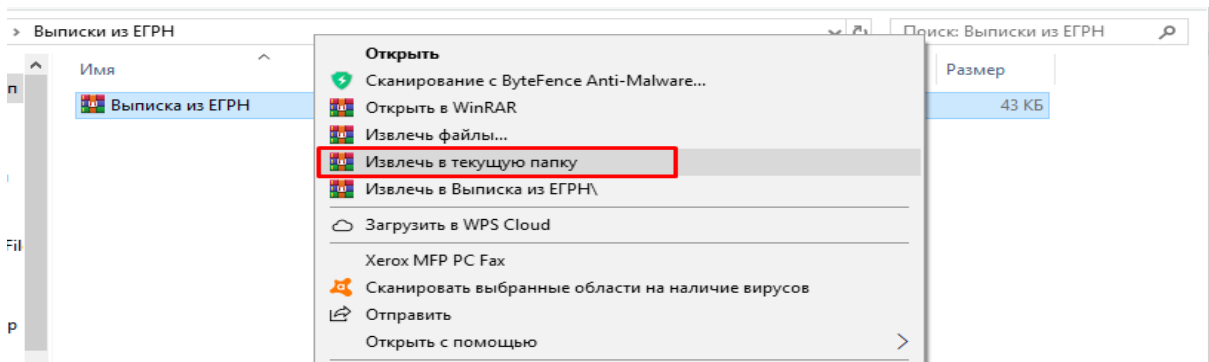 > Выписки из ЕГРН
Поиск: Выписки из ЕГРН
п
Имя
Размер
Выписка из ЕГРН
43 КБ
Открыть
Сканирование с ByteFence Anti-Malware...
Открыть в WinRAR
Извлечь файлы...
Извлечь в текущую папку
Извлечь в Выписка из ЕГРН\
Загрузить в WPS Cloud
Fil
Xerox MFP PC Fax
Сканировать выбранные области на наличие вирусов
Отправить
р
Открыть с помощью